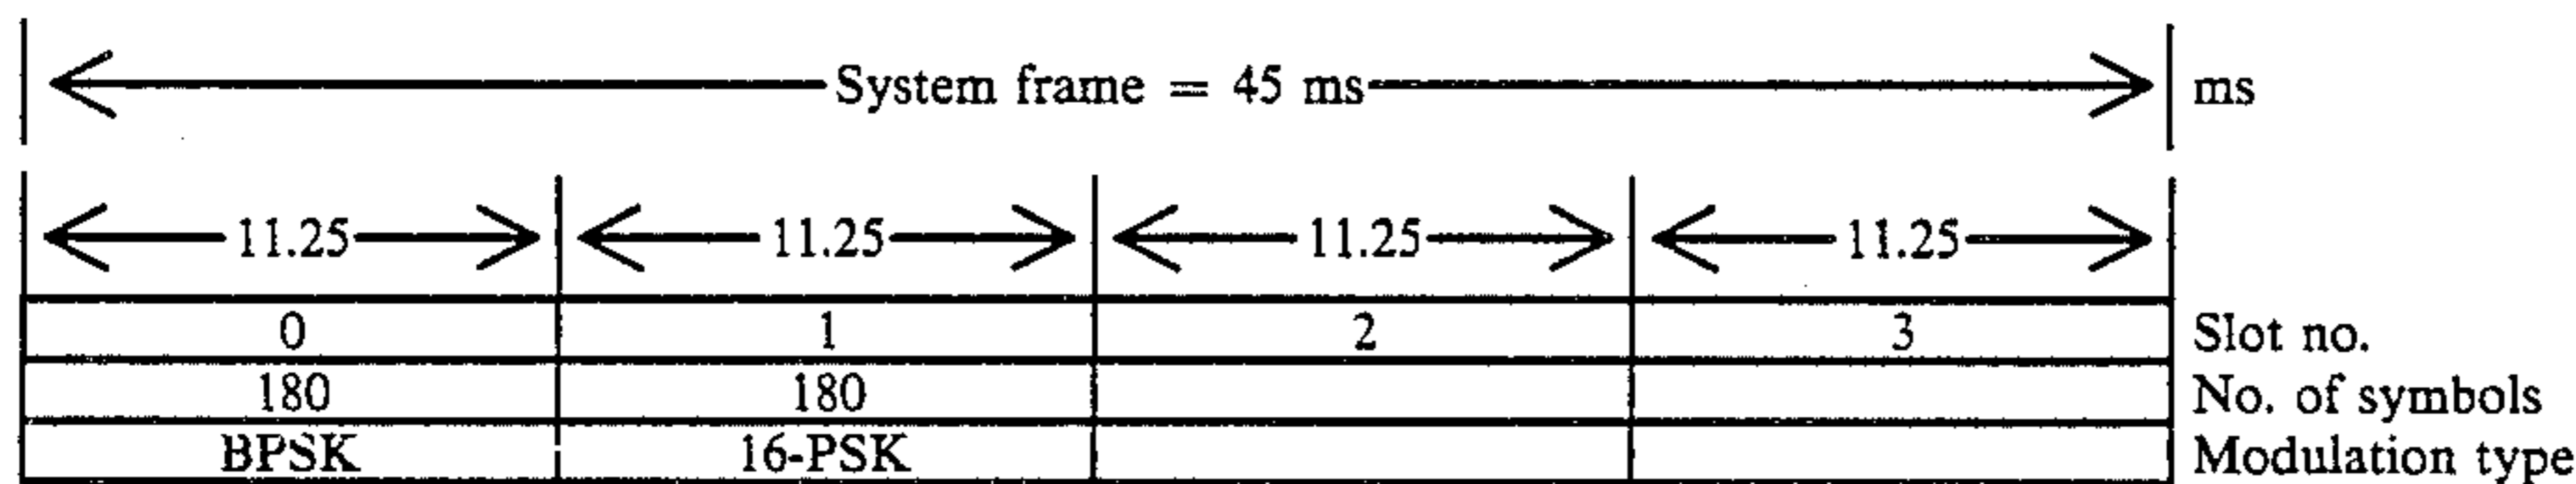 System frame = 45 ms ms
11.25 11.25 11.25 11.25
0 1 2 3 Slot no.
180 180 No. of symbols
BPSK 16-PSK Modulation type